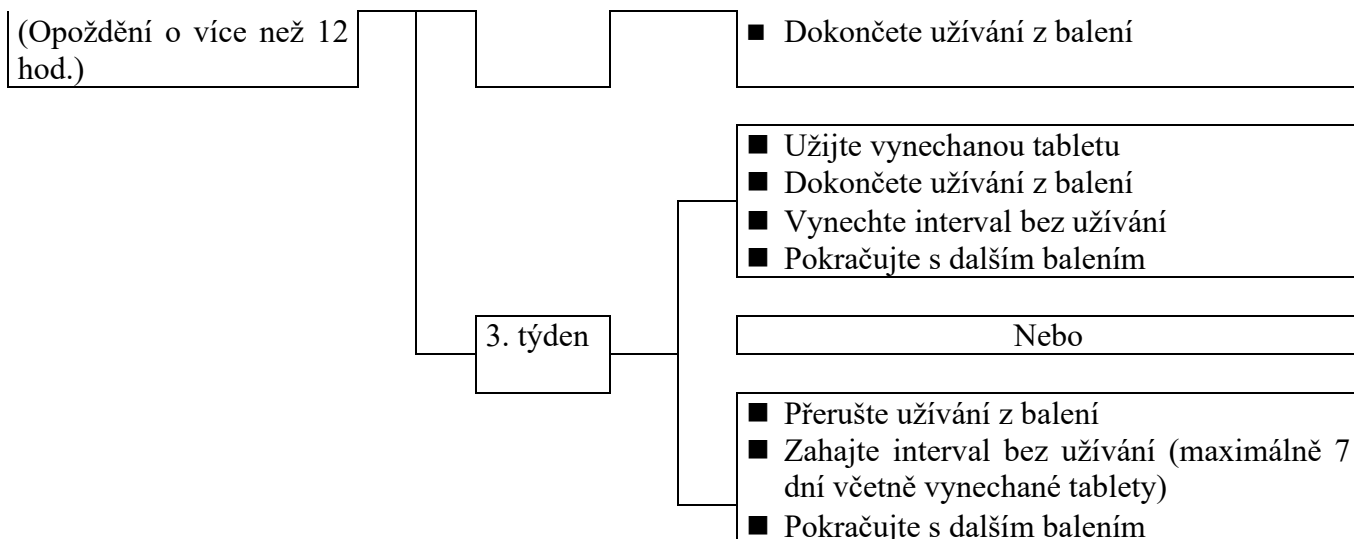 (Opoždění o více než 12
hod.)
■ Dokončete užívání z balení
■ Užijte vynechanou tabletu
■ Dokončete užívání z balení
■ Vynechte interval bez užívání
■ Pokračujte s dalším balením
3. týden
Nebo
■ Přerušte užívání z balení
■ Zahajte interval bez užívání (maximálně 7
dní včetně vynechané tablety)
■ Pokračujte s dalším balením